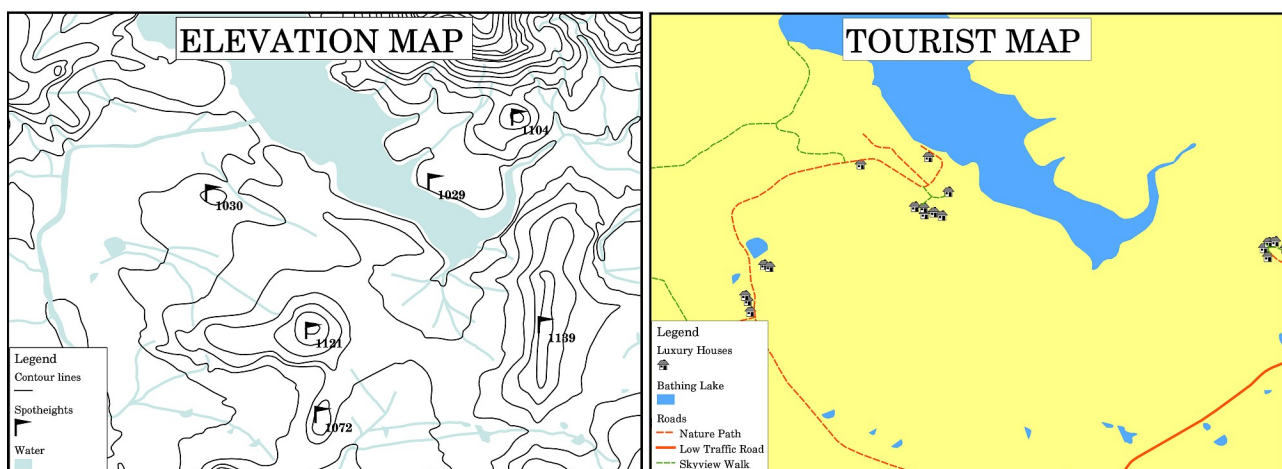 ELEVATION MAP
1104
1029
1030
1121
1139
1072
Legend
Contour lines
Spotheights
Water
TOURIST MAP
Legend
Luxury Houses
Bathing Lake
Roads
Nature Path
Low Traffic Road
Skyview Walk